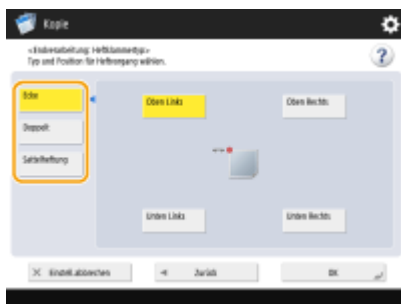 Kopie
<Endverarbeitung: Heftklammertyp>
Typ und Position für Heftvorgang wählen.
?
Ecke
Oben Links
Oben Rechts
Doppelt
Sattelheftung
Unten Links
Unten Rechts
Einstell. abbrechen
Zurück
OK